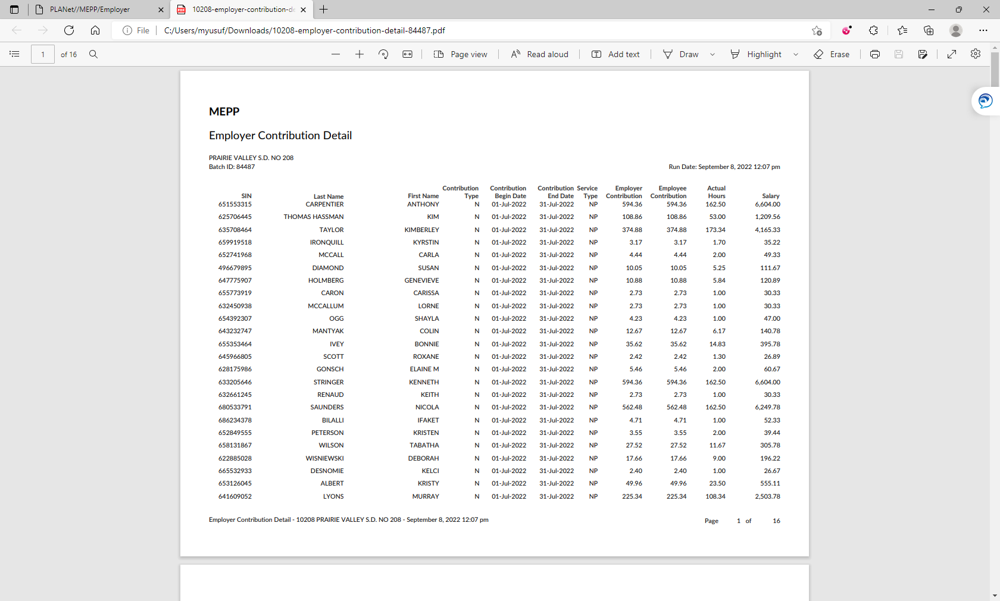 PLANet//MEPP/Employer
10208-employer-contribution-de
File
C:/Users/myusuf/Downloads/10208-employer-contribution-detail-84487.pdf
1 of 16 Page view Read aloud Add text Draw Highlight Erase
MEPP
Employer Contribution Detail
PRAIRIE VALLEY S.D. NO 208
Batch ID: 84487 Run Date: September 8, 2022 12:07 pm
Contribution Contribution Contribution Service Employer Employee Actual
SIN Last Name First Name Type Begin Date End Date Type Contribution Contribution Hours Salary
651553315 CARPENTIER ANTHONY N 01-Jul-2022 31-Jul-2022 NP 594.36 594.36 162.50 6,604.00
625706445 THOMAS HASSMAN KIM N 01-Jul-2022 31-Jul-2022 NP 108.86 108.86 53.00 1,209.56
635708464 TAYLOR KIMBERLEY N 01-Jul-2022 31-Jul-2022 NP 374.88 374.88 173.34 4,165.33
659919518 IRONQUILL KYRSTIN N 01-Jul-2022 31-Jul-2022 NP 3.17 3.17 1.70 35.22
652741968 MCCALL CARLA N 01-Jul-2022 31-Jul-2022 NP 4.44 4.44 2.00 49.33
496679895 DIAMOND SUSAN N 01-Jul-2022 31-Jul-2022 NP 10.05 10.05 5.25 111.67
647775907 HOLMBERG GENEVIEVE N 01-Jul-2022 31-Jul-2022 NP 10.88 10.88 5.84 120.89
655773919 CARON CARISSA N 01-Jul-2022 31-Jul-2022 NP 2.73 2.73 1.00 30.33
632450938 MCCALLUM LORNE N 01-Jul-2022 31-Jul-2022 NP 2.73 2.73 1.00 30.33
654392307 OGG SHAYLA N 01-Jul-2022 31-Jul-2022 NP 4.23 4.23 1.00 47.00
643232747 MANTYAK COLIN N 01-Jul-2022 31-Jul-2022 NP 12.67 12.67 6.17 140.78
655353464 IVEY BONNIE N 01-Jul-2022 31-Jul-2022 NP 35.62 35.62 14.83 395.78
645966805 SCOTT ROXANE N 01-Jul-2022 31-Jul-2022 NP 2.42 2.42 1.30 26.89
628175986 GONSCH ELAINE M N 01-Jul-2022 31-Jul-2022 NP 5.46 5.46 2.00 60.67
633205646 STRINGER KENNETH N 01-Jul-2022 31-Jul-2022 NP 594.36 594.36 162.50 6,604.00
632661245 RENAUD KEITH N 01-Jul-2022 31-Jul-2022 NP 2.73 2.73 1.00 30.33
680533791 SAUNDERS NICOLA N 01-Jul-2022 31-Jul-2022 NP 562.48 562.48 162.50 6,249.78
686234378 BILALLI IFAKET N 01-Jul-2022 31-Jul-2022 NP 4.71 4.71 1.00 52.33
652849555 PETERSON KRISTEN N 01-Jul-2022 31-Jul-2022 NP 3.55 3.55 2.00 39.44
658131867 WILSON TABATHA N 01-Jul-2022 31-Jul-2022 NP 27.52 27.52 11.67 305.78
622885028 WISNIEWSKI DEBORAH N 01-Jul-2022 31-Jul-2022 NP 17.66 17.66 9.00 196.22
665532933 DESNOMIE KELCI N 01-Jul-2022 31-Jul-2022 NP 2.40 2.40 1.00 26.67
653126045 ALBERT KRISTY N 01-Jul-2022 31-Jul-2022 NP 49.96 49.96 23.50 555.11
641609052 LYONS MURRAY N 01-Jul-2022 31-Jul-2022 NP 225.34 225.34 108.34 2,503.78
Employer Contribution Detail - 10208 PRAIRIE VALLEY S.D. NO 208 - September 8, 2022 12:07 pm Page 1 of 16